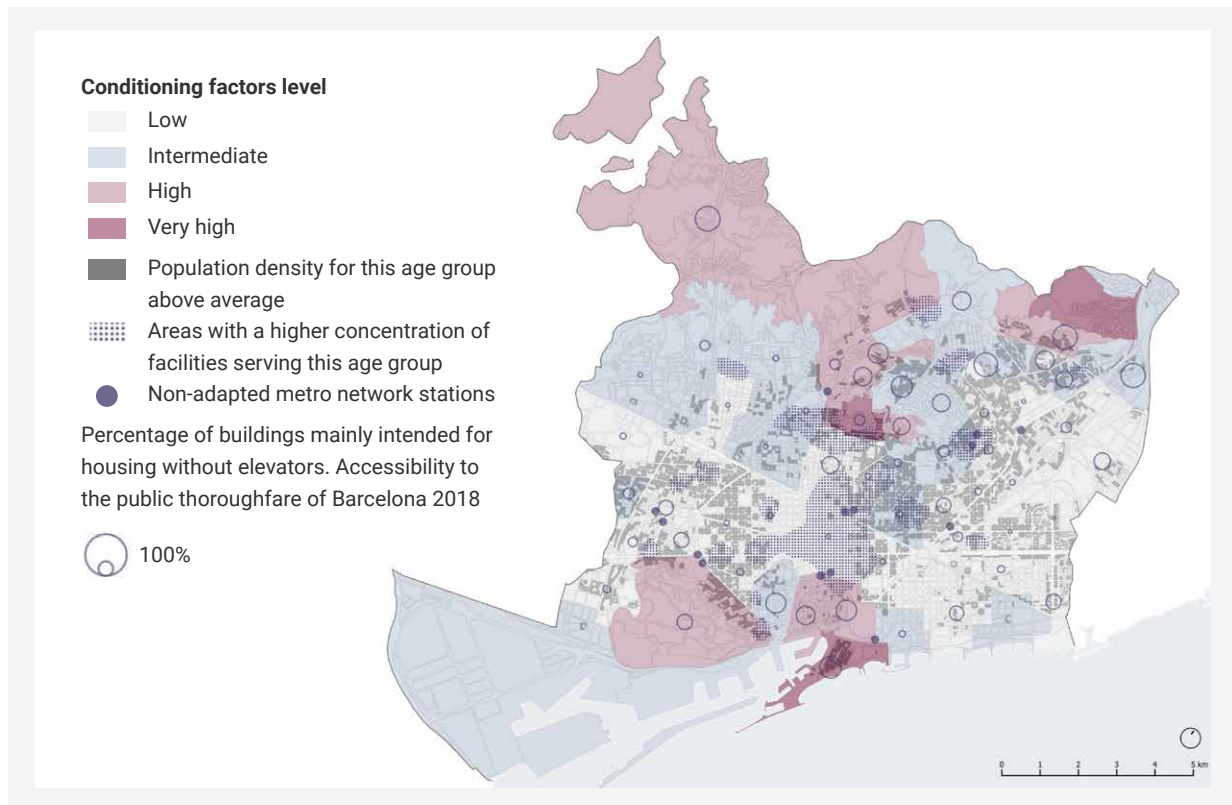 Conditioning factors level
Low
Intermediate
High
Very high
Population density for this age group
above average
Areas with a higher concentration of
facilities serving this age group
Non-adapted metro network stations
Percentage of buildings mainly intended for
housing without elevators. Accessibility to
the public thoroughfare of Barcelona 2018
100%
0 1 2 3 4 5 km